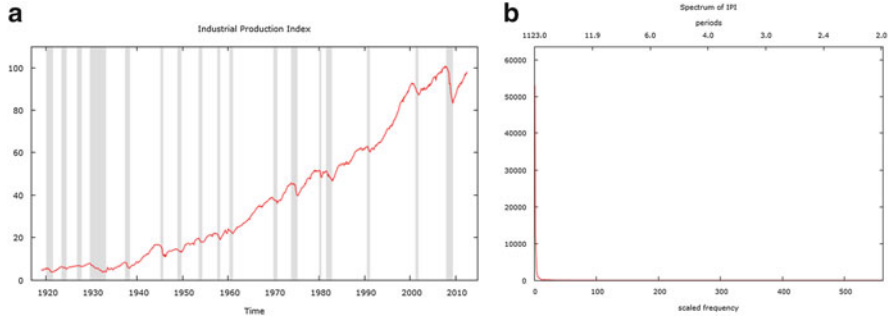 a
Industrial Production Index
100
80
60
40
20
0
1920 1930 1940 1950 1960 1970 1980 1990 2000 2010
Time
b
Spectrum of IPI
periods
1123.0 11.9 6.0 4.0 3.0 2.4 2.0
60000
50000
40000
30000
20000
10000
0
0 100 200 300 400 500
scaled frequency